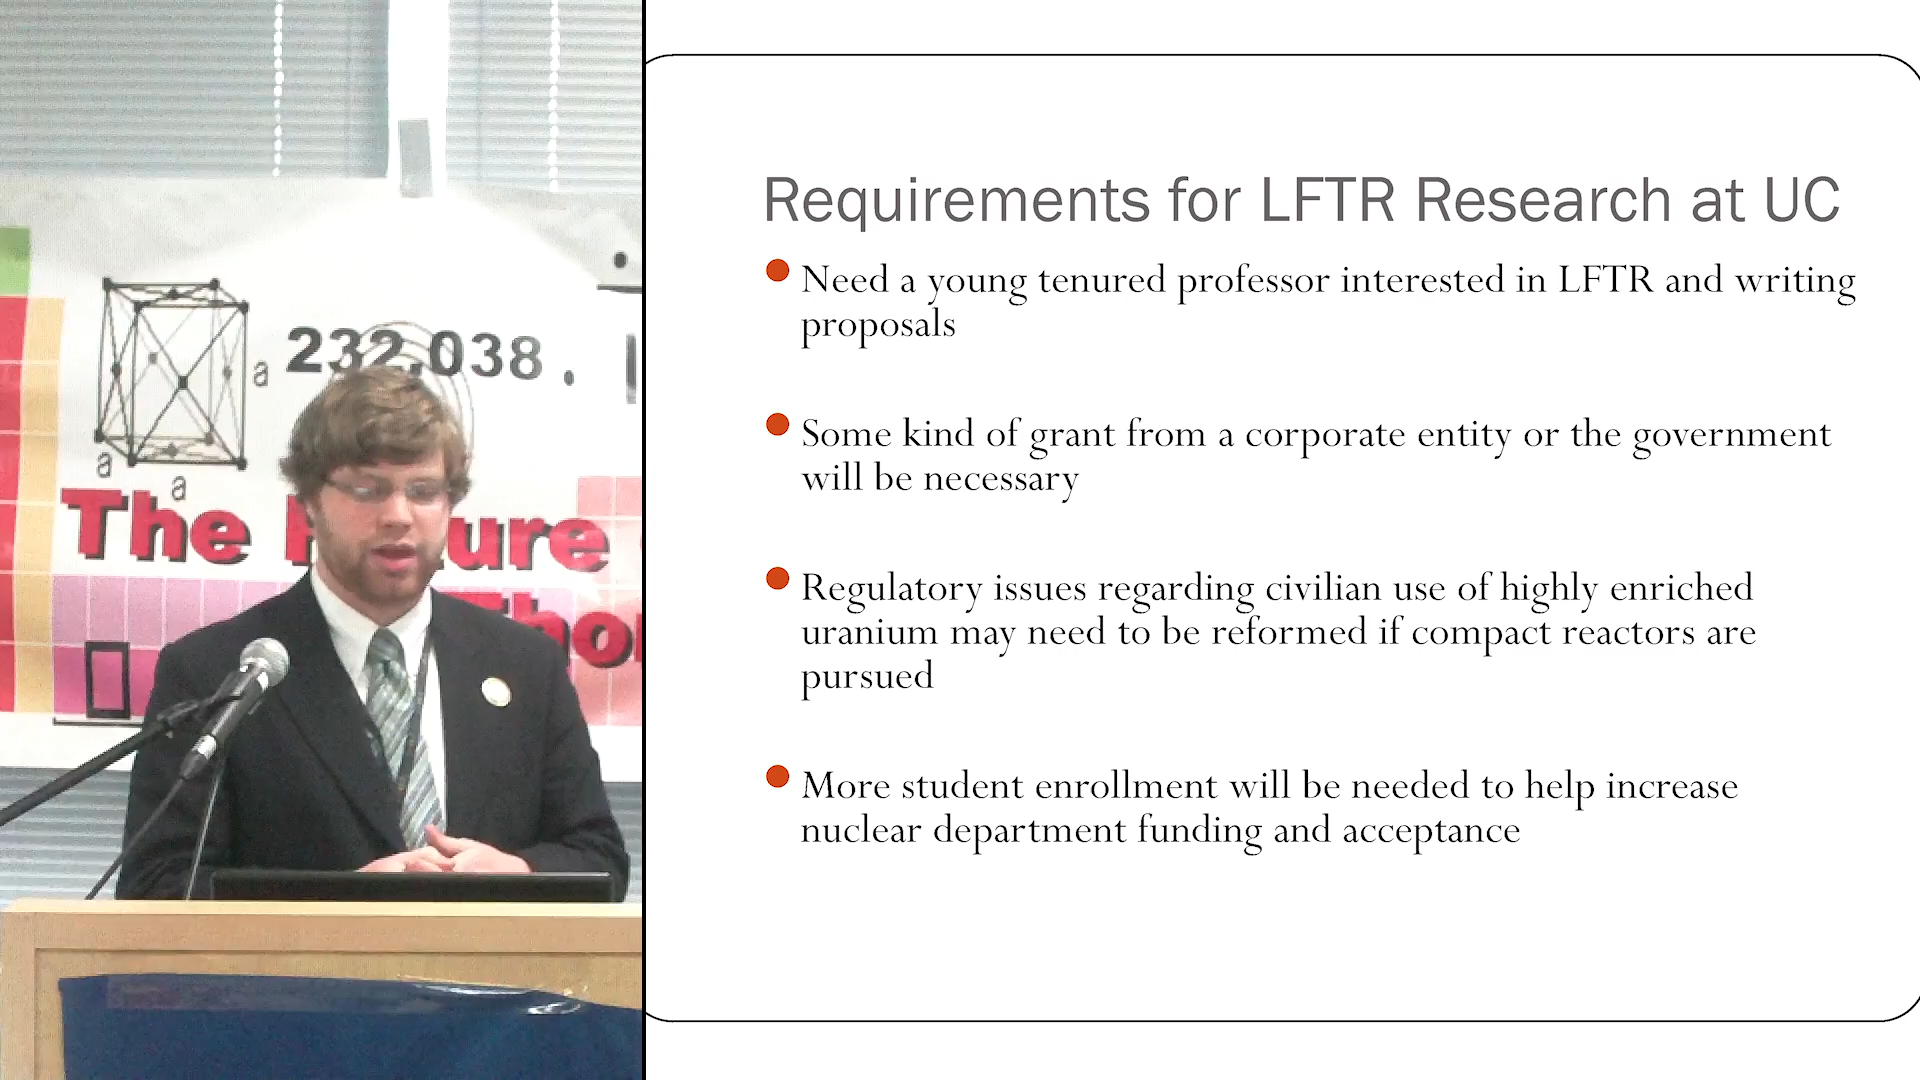 232.038
a
a
a
The ure
Tho
Requirements for LFTR Research at UC
Need a young tenured professor interested in LFTR and writing
proposals
Some kind of grant from a corporate entity or the government
will be necessary
Regulatory issues regarding civilian use of highly enriched
uranium may need to be reformed if compact reactors are
pursued
More student enrollment will be needed to help increase
nuclear department funding and acceptance